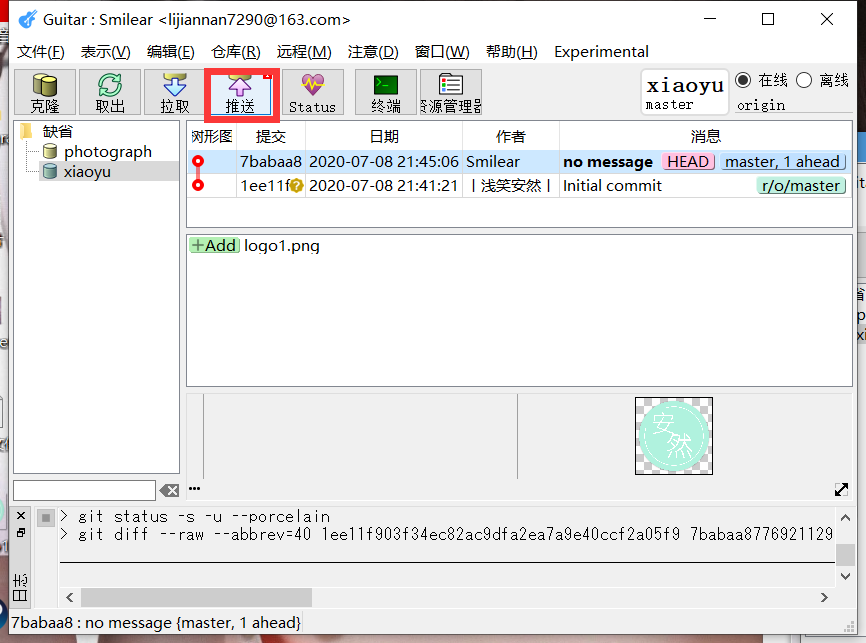 Guitar : Smilear <lijiannan7290@163.com>
文件(F) 表示(V) 编辑(E) 仓库(R) 远程(M) 注意(D) 窗口(W) 帮助(H) Experimental
克隆 取出 拉取 推送 Status 终端 资源管理器
xiaoyu
master
在线 离线
origin
缺省
photograph
xiaoyu
树形图 提交 日期 作者 消息
7babaa8 2020-07-08 21:45:06 Smilear no message HEAD master, 1 ahead
1ee11f 2020-07-08 21:41:21 丨浅笑安然丨 Initial commit r/o/master
+Add logo1.png
安
然
> git status -s -u --porcelain
> git diff --raw --abbrev=40 1ee11f903f34ec82ac9dfa2ea7a9e40ccf2a05f9 7babaa8776921129
7babaa8 : no message {master, 1 ahead}